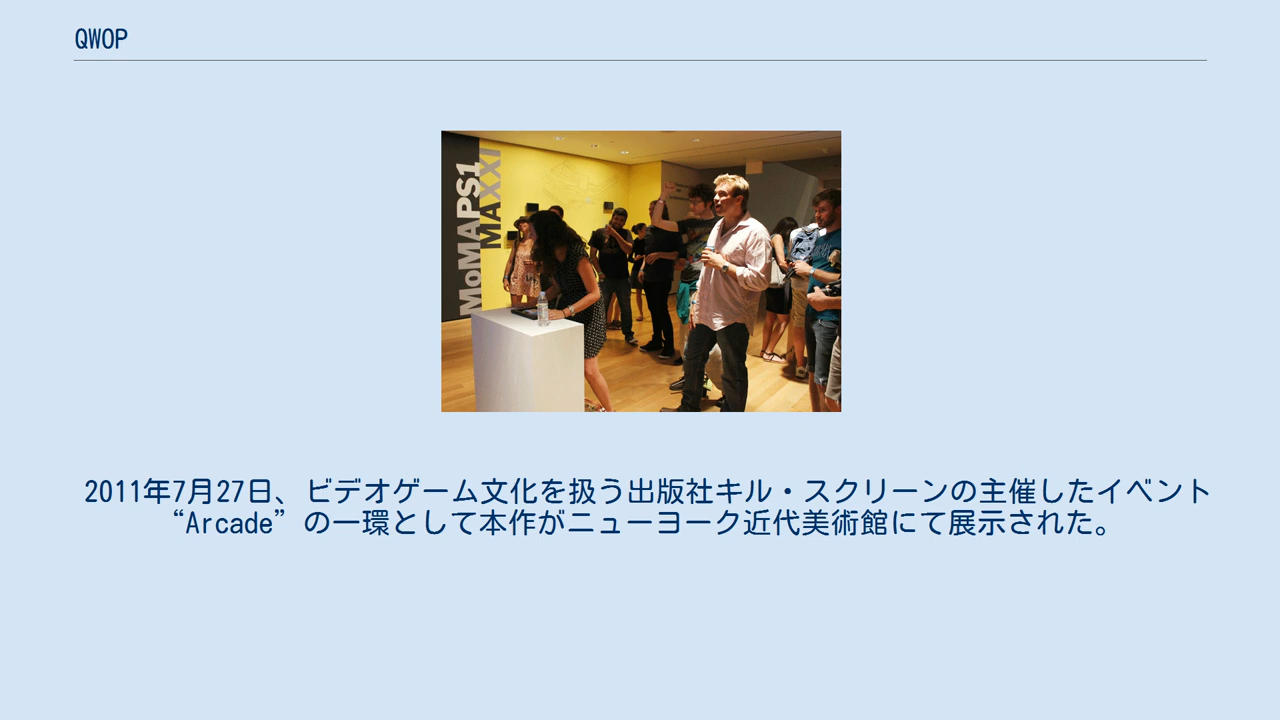 QWOP
MoMAPS1
MAXXI
2011年7月27日、ビデオゲーム文化を扱う出版社キル・スクリーンの主催したイベント
“Arcade”の一環として本作がニューヨーク近代美術館にて展示された。